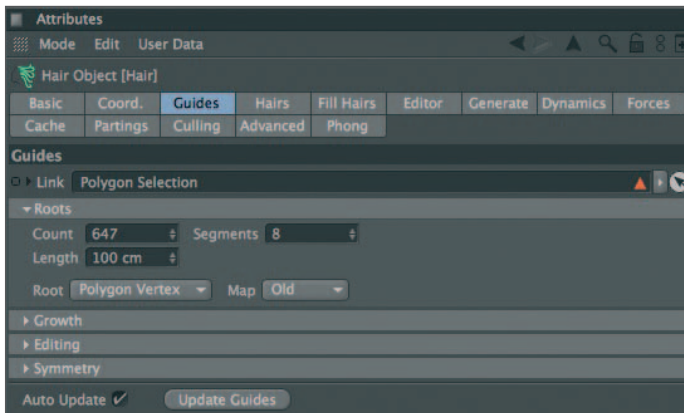 Attributes
Mode Edit User Data
Hair Object [Hair]
Basic Coord. Guides Hairs Fill Hairs Editor Generate Dynamics Forces
Cache Partings Culling Advanced Phong
Guides
Link Polygon Selection
Roots
Count 647 Segments 8
Length 100 cm
Root Polygon Vertex Map Old
Growth
Editing
Symmetry
Auto Update Update Guides